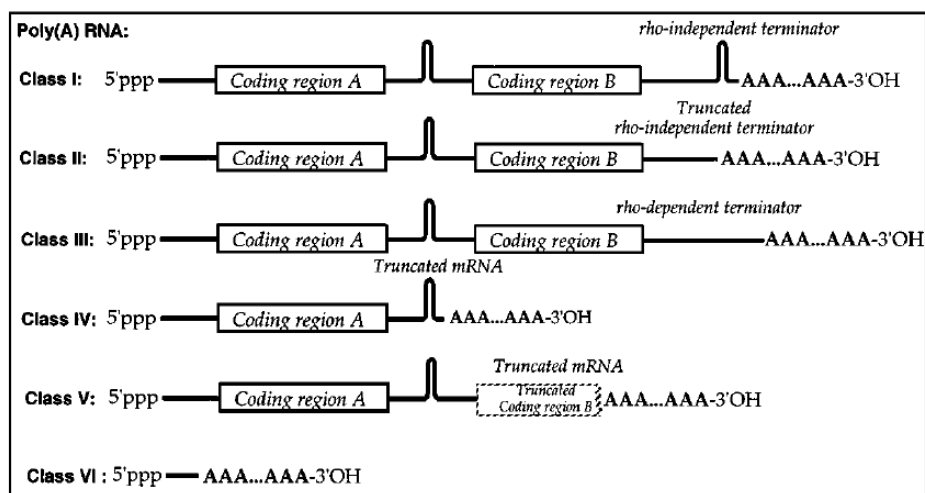 Poly(A) RNA:
rho-independent terminator
Class I: 5'ppp Coding region A Coding region B AAA...AAA-3'OH
Truncated
rho-independent terminator
Class II: 5'ppp Coding region A Coding region B AAA...AAA-3'OH
rho-dependent terminator
Class III: 5'ppp Coding region A Coding region B AAA...AAA-3'OH
Truncated mRNA
Class IV: 5'ppp Coding region A AAA...AAA-3'OH
Truncated mRNA
Class V: 5'ppp Coding region A Truncated Coding region B AAA...AAA-3'OH
Class VI : 5'ppp AAA...AAA-3'OH